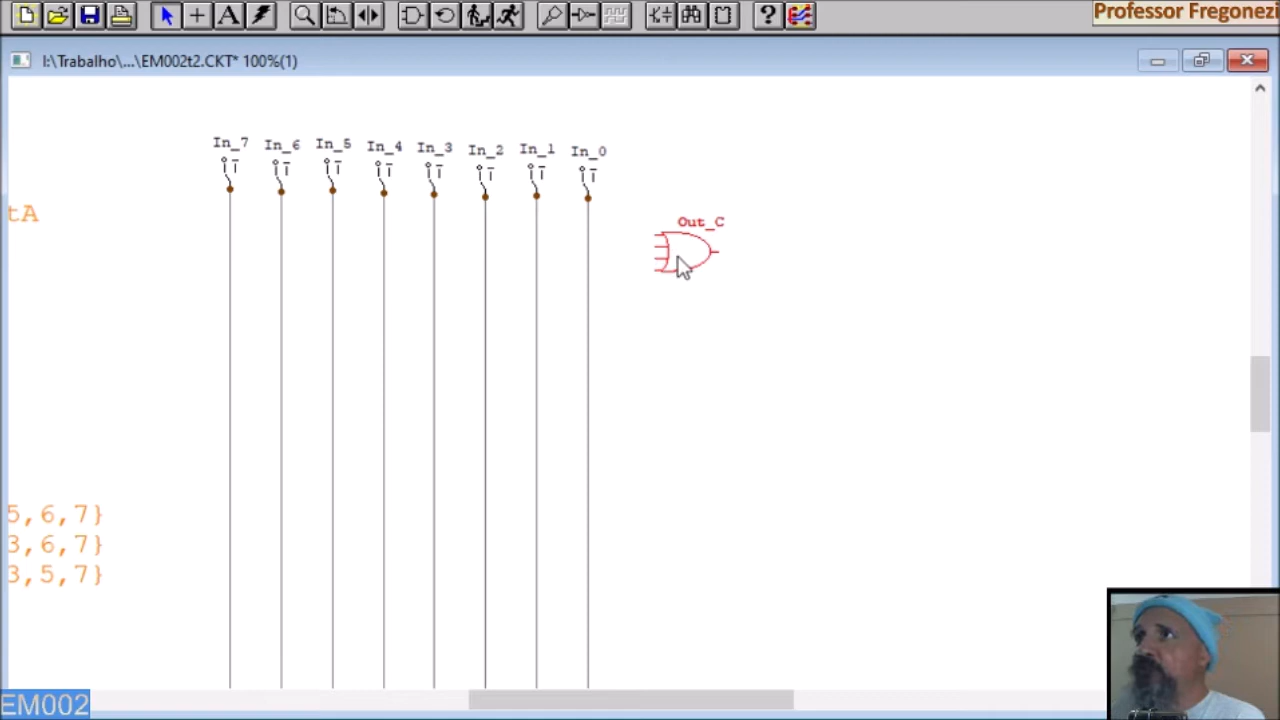 Professor Fregonezi
I:\Trabalho\...\EM002t2.CKT* 100%(1)
In_7 In_6 In_5 In_4 In_3 In_2 In_1 In_0
tA
Out_C
5,6,7}
3,6,7}
3,5,7}
EM002